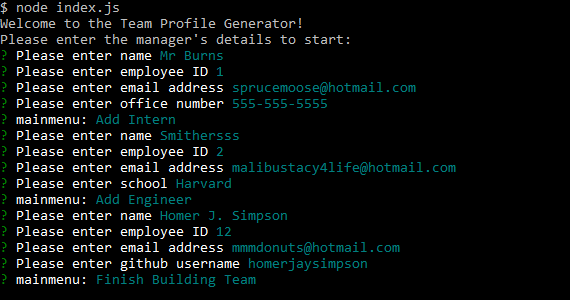 $ node index.js
Welcome to the Team Profile Generator!
Please enter the manager's details to start:
? Please enter name Mr Burns
? Please enter employee ID 1
? Please enter email address sprucemoose@hotmail.com
? Please enter office number 555-555-5555
? mainmenu: Add Intern
? Please enter name Smithersss
? Please enter employee ID 2
? Please enter email address malibustacy4life@hotmail.com
? Please enter school Harvard
? mainmenu: Add Engineer
? Please enter name Homer J. Simpson
? Please enter employee ID 12
? Please enter email address mmmdonuts@hotmail.com
? Please enter github username homerjaysimpson
? mainmenu: Finish Building Team